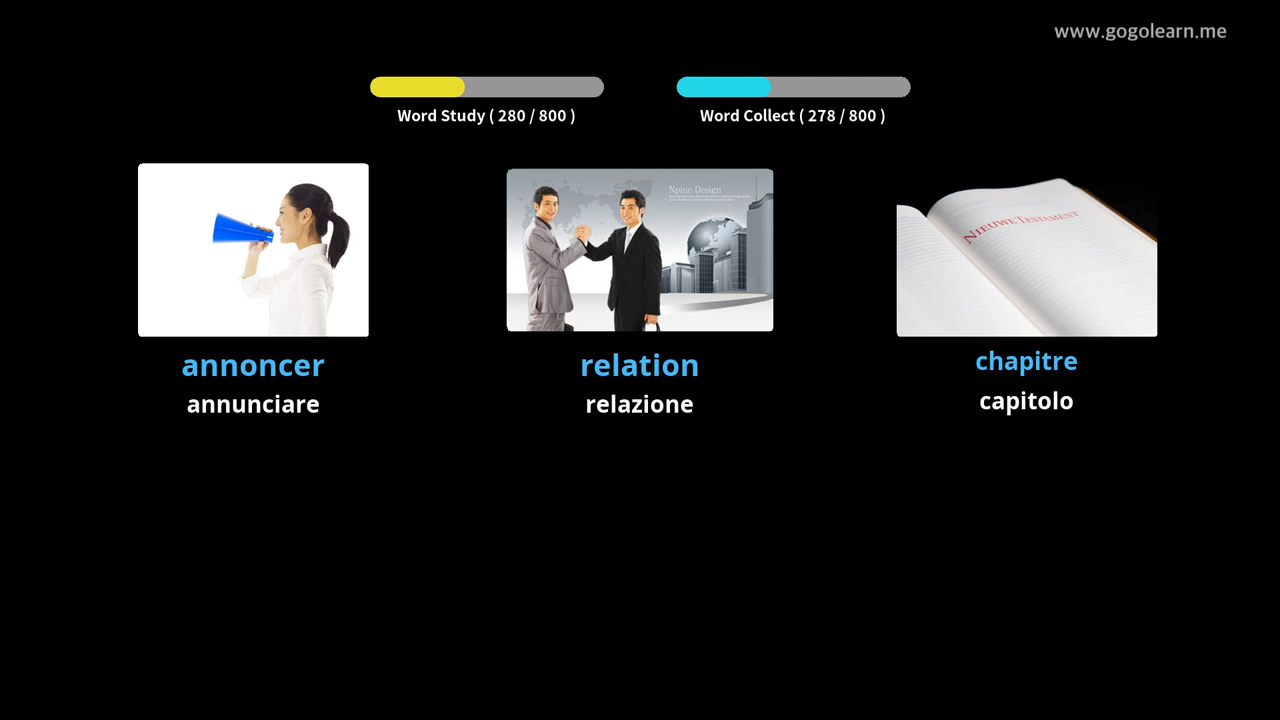 www.gogolearn.me
Word Study ( 280 / 800 )
Word Collect ( 278 / 800 )
Npine Design
NIEUWE TESTAMENT
annoncer
relation
chapitre
annunciare
relazione
capitolo